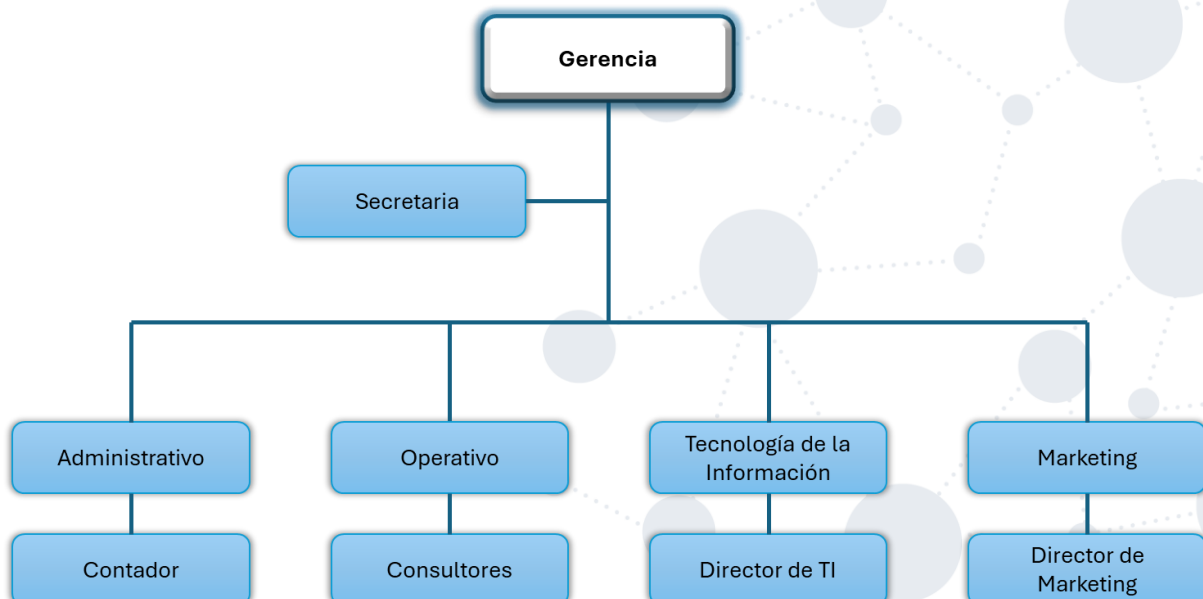 Gerencia
Secretaria
Administrativo
Operativo
Tecnología de la
Información
Marketing
Contador
Consultores
Director de TI
Director de
Marketing